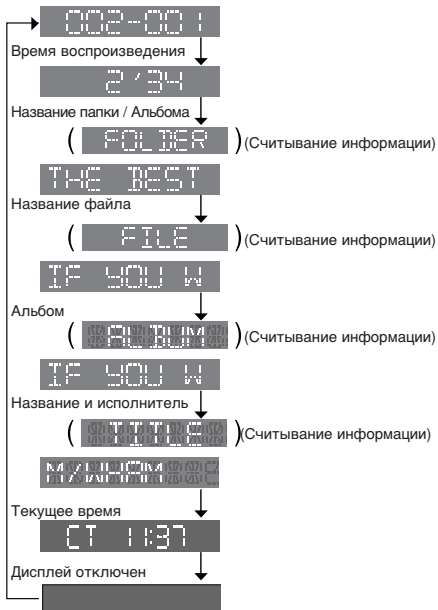 002-001
Время воспроизведения
2'34
Название папки / Альбома
( FOLDER ) (Считывание информации)
THE BEST
Название файла
( FILE ) (Считывание информации)
IF YOU W
Альбом
( ALBUM ) (Считывание информации)
IF YOU W
Название и исполнитель
( TITLE ) (Считывание информации)
Текущее время
CT 11:37
Дисплей отключен